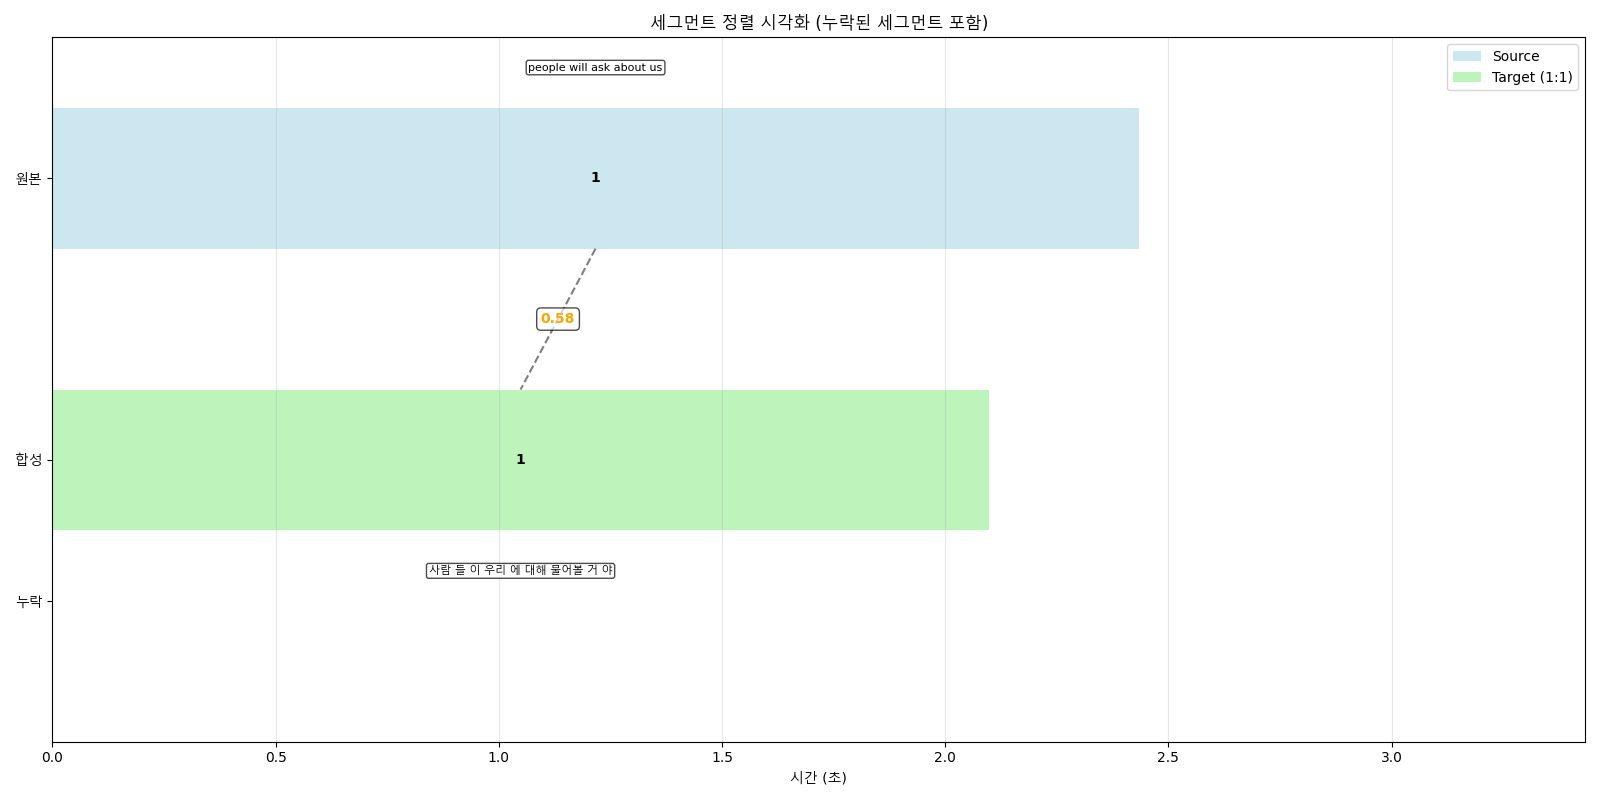 세그먼트 정렬 시각화 (누락된 세그먼트 포함)
people will ask about us
Source
Target (1:1)
원본
1
0.58
합성
1
사람 들 이 우리 에 대해 물어볼 거 야
누락
0.0 0.5 1.0 1.5 2.0 2.5 3.0
시간 (초)